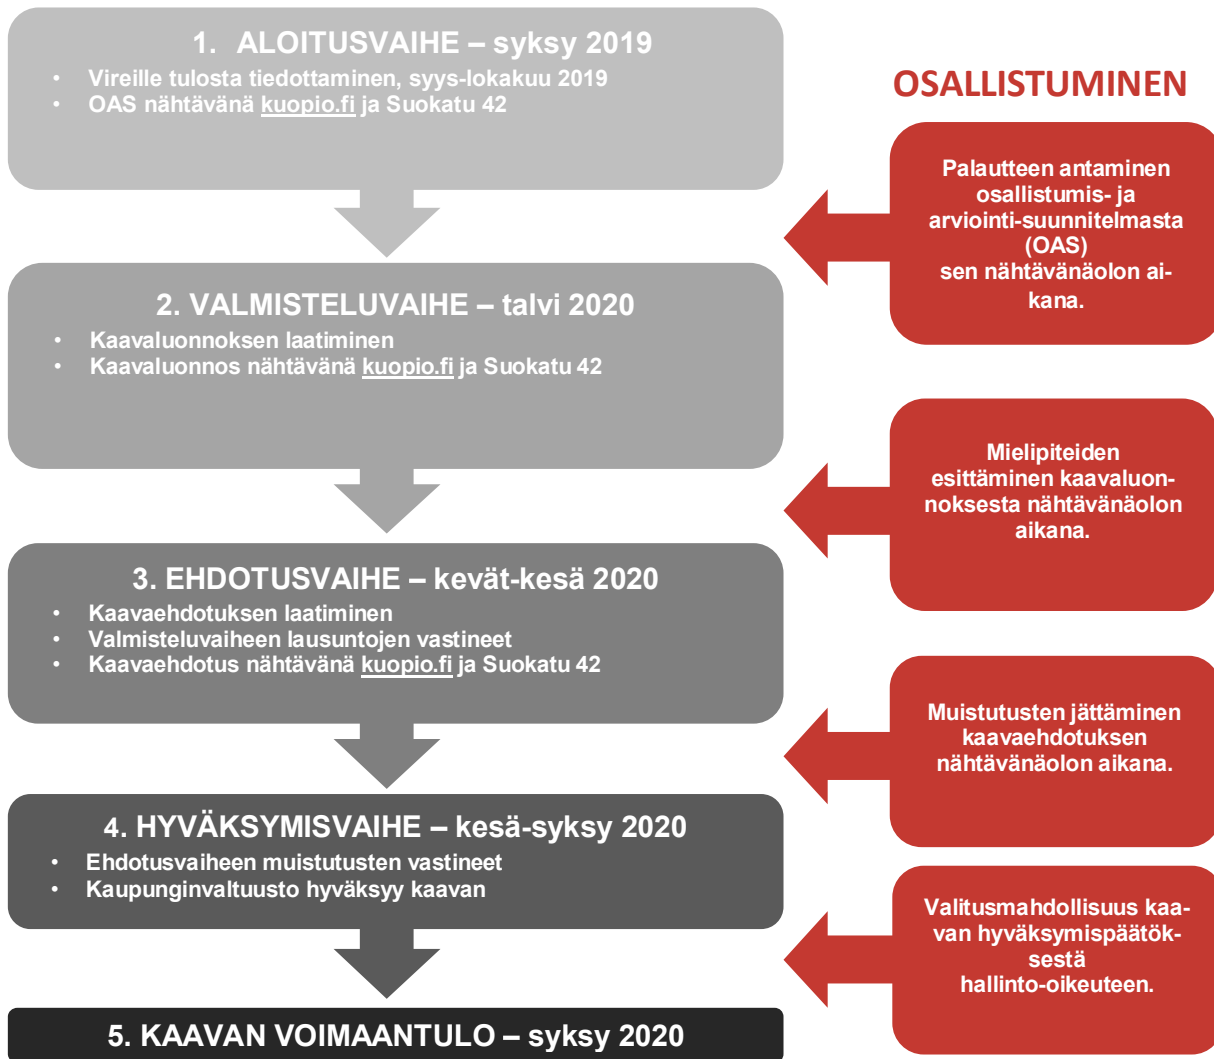 1. ALOITUSVAIHE – syksy 2019
• Vireille tulosta tiedottaminen, syys-lokakuu 2019
• OAS nähtävänä kuopio.fi ja Suokatu 42
OSALLISTUMINEN
Palautteen antaminen
osallistumis- ja
arviointi-suunnitelmasta
(OAS)
sen nähtävänäolon ai-
kana.
2. VALMISTELUVAIHE – talvi 2020
• Kaavaluonnoksen laatiminen
• Kaavaluonnos nähtävänä kuopio.fi ja Suokatu 42
Mielipiteiden
esittäminen kaavaluon-
noksesta nähtävänäolon
aikana.
3. EHDOTUSVAIHE – kevät-kesä 2020
• Kaavaehdotuksen laatiminen
• Valmisteluvaiheen lausuntojen vastineet
• Kaavaehdotus nähtävänä kuopio.fi ja Suokatu 42
Muistutusten jättäminen
kaavaehdotuksen
nähtävänäolon aikana.
4. HYVÄKSYMISVAIHE – kesä-syksy 2020
• Ehdotusvaiheen muistutusten vastineet
• Kaupunginvaltuusto hyväksyy kaavan
Valitusmahdollisuus kaa-
van hyväksymispäätök-
sestä
hallinto-oikeuteen.
5. KAAVAN VOIMAANTULO – syksy 2020